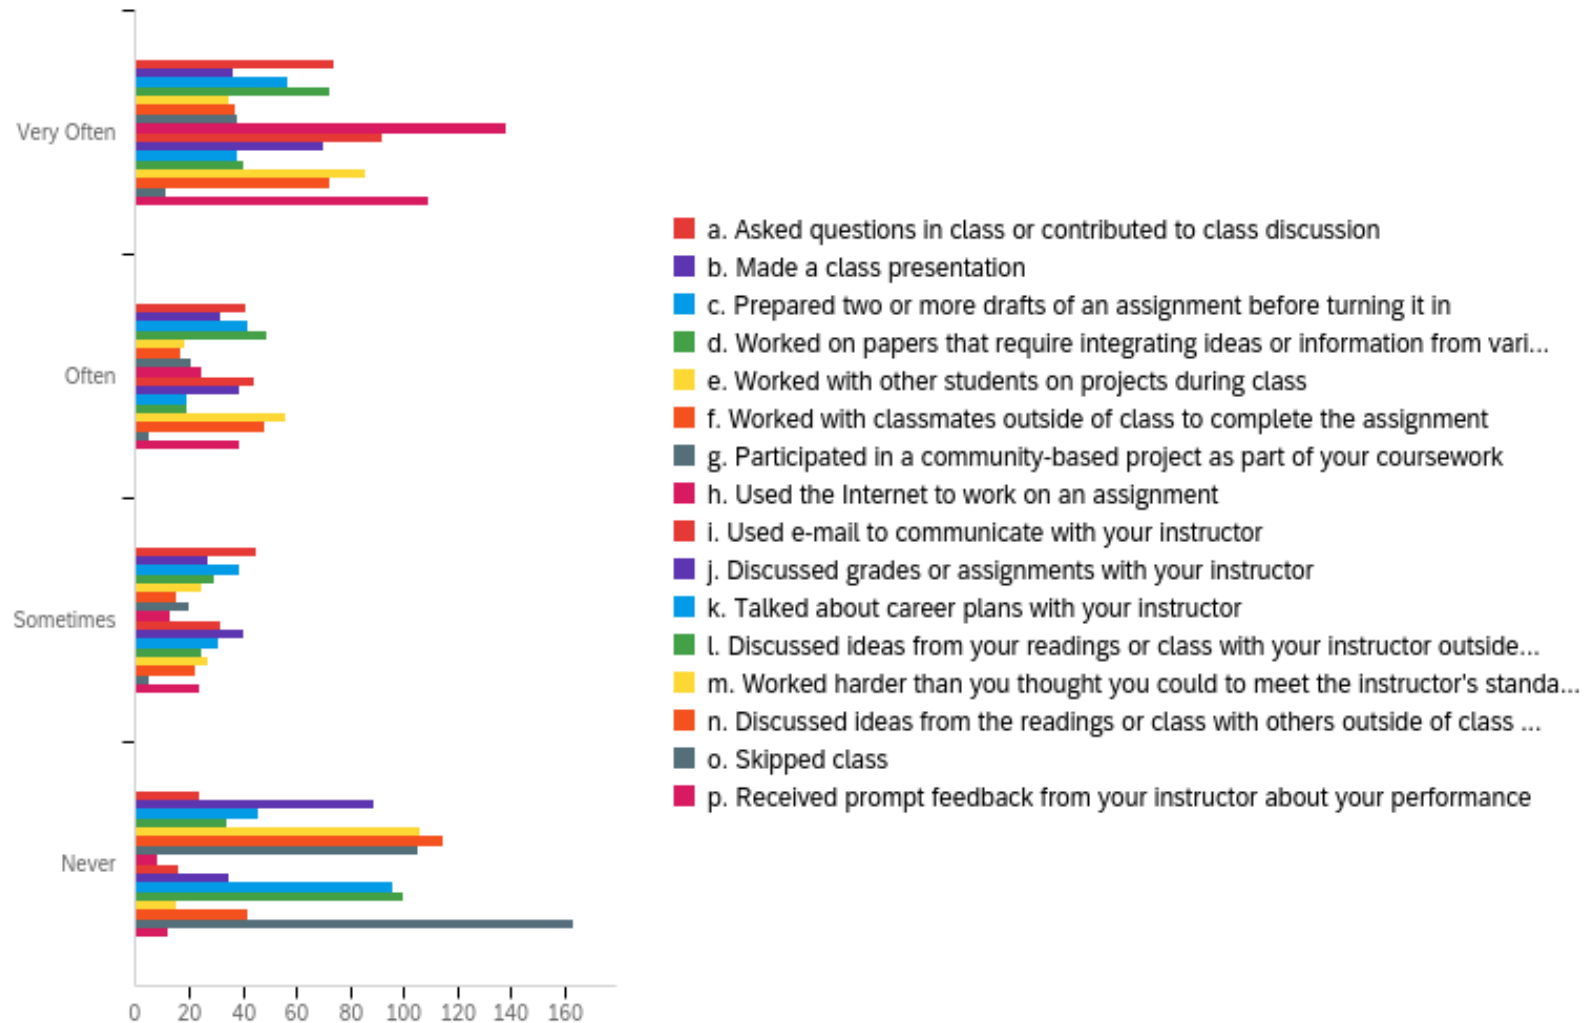 Very Often
Often
Sometimes
Never
0 20 40 60 80 100 120 140 160
a. Asked questions in class or contributed to class discussion
b. Made a class presentation
c. Prepared two or more drafts of an assignment before turning it in
d. Worked on papers that require integrating ideas or information from vari...
e. Worked with other students on projects during class
f. Worked with classmates outside of class to complete the assignment
g. Participated in a community-based project as part of your coursework
h. Used the Internet to work on an assignment
i. Used e-mail to communicate with your instructor
j. Discussed grades or assignments with your instructor
k. Talked about career plans with your instructor
l. Discussed ideas from your readings or class with your instructor outside...
m. Worked harder than you thought you could to meet the instructor's standa...
n. Discussed ideas from the readings or class with others outside of class ...
o. Skipped class
p. Received prompt feedback from your instructor about your performance